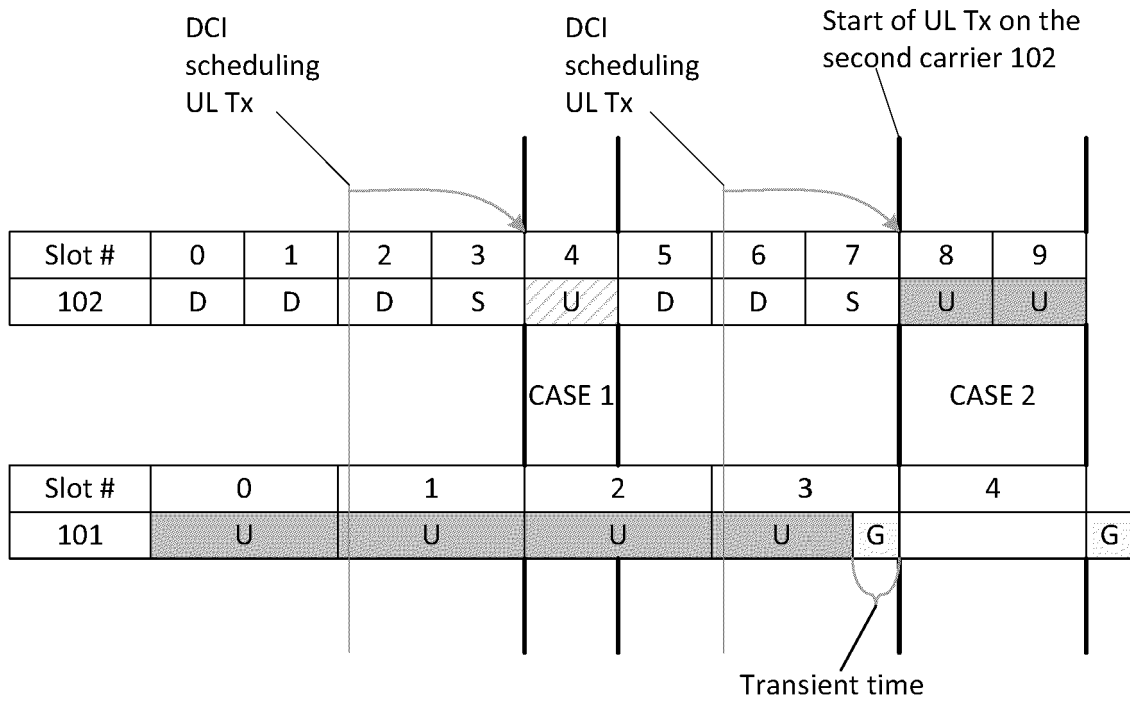 DCI
scheduling
UL Tx
DCI
scheduling
UL Tx
Start of UL Tx on the
second carrier 102
Slot # 0 1 2 3 4 5 6 7 8 9
102 D D D S U D D S U U
CASE 1 CASE 2
Slot # 0 1 2 3 4
101 U U U U G G
Transient time